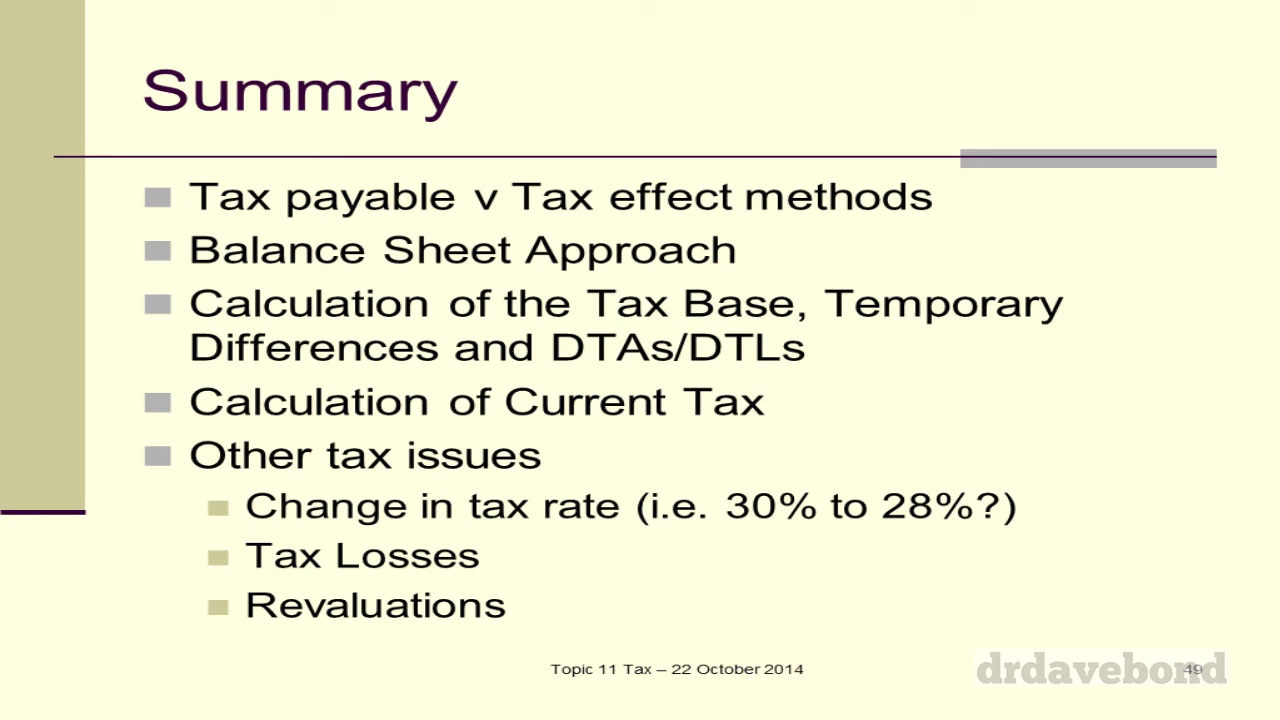 Summary
Tax payable v Tax effect methods
Balance Sheet Approach
Calculation of the Tax Base, Temporary
Differences and DTAs/DTLs
Calculation of Current Tax
Other tax issues
Change in tax rate (i.e. 30% to 28%?)
Tax Losses
Revaluations
Topic 11 Tax – 22 October 2014
drdavebond
49